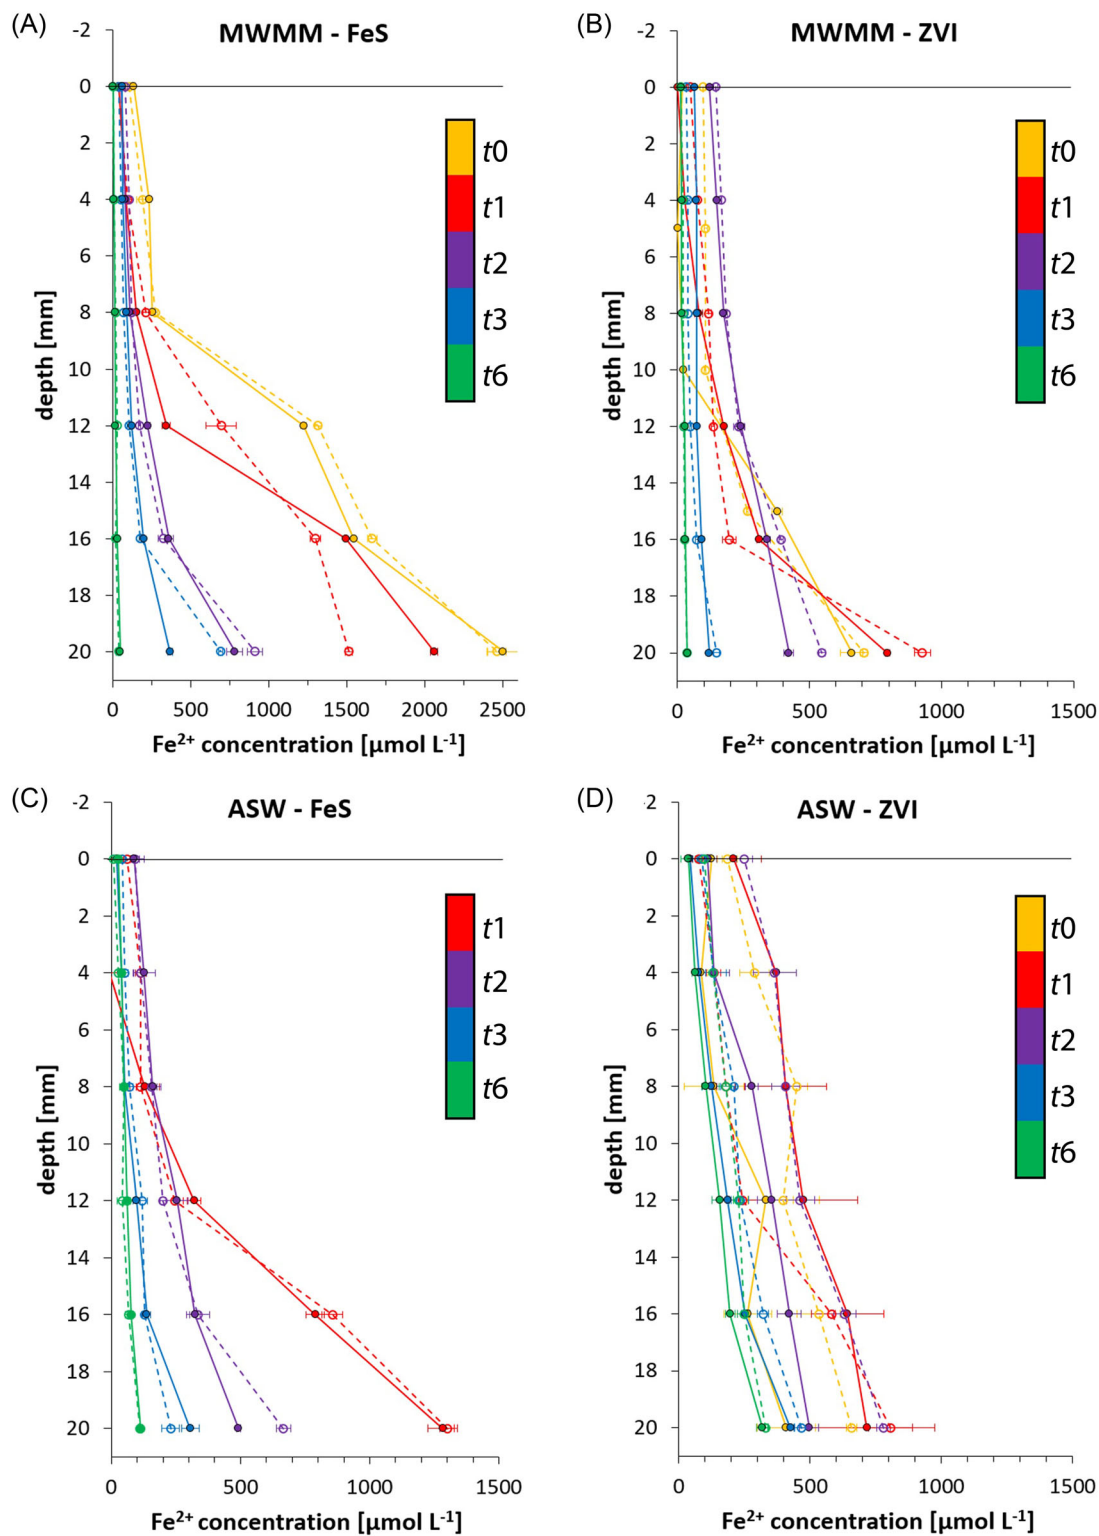 (A)
MWMM - FeS
-2
0
2
4
6
8
10
12
14
16
18
20
depth [mm]
t0
t1
t2
t3
t6
0 500 1000 1500 2000 2500
Fe²⁺ concentration [µmol L⁻¹]
(B)
MWMM - ZVI
-2
0
2
4
6
8
10
12
14
16
18
20
depth [mm]
t0
t1
t2
t3
t6
0 500 1000 1500
Fe²⁺ concentration [µmol L⁻¹]
(C)
ASW - FeS
-2
0
2
4
6
8
10
12
14
16
18
20
depth [mm]
t1
t2
t3
t6
0 500 1000 1500
Fe²⁺ concentration [µmol L⁻¹]
(D)
ASW - ZVI
-2
0
2
4
6
8
10
12
14
16
18
20
depth [mm]
t0
t1
t2
t3
t6
0 500 1000 1500
Fe²⁺ concentration [µmol L⁻¹]